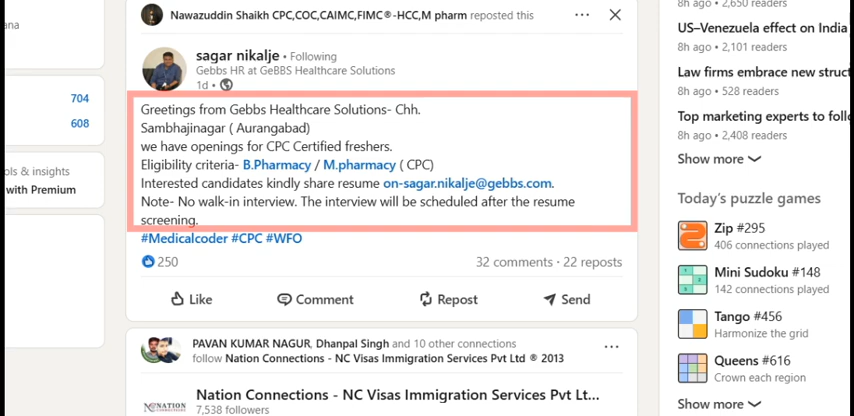 Nawazuddin Shaikh CPC,COC,CAIMC,FIMC®-HCC,M pharm reposted this
sagar nikalje • Following
Gebbs HR at GeBBS Healthcare Solutions
1d •
Greetings from Gebbs Healthcare Solutions- Chh.
Sambhajinagar ( Aurangabad)
we have openings for CPC Certified freshers.
Eligibility criteria- B.Pharmacy / M.pharmacy ( CPC)
Interested candidates kindly share resume on-sagar.nikalje@gebbs.com.
Note- No walk-in interview. The interview will be scheduled after the resume
screening.
#Medicalcoder #CPC #WFO
250
32 comments · 22 reposts
Like
Comment
Repost
Send
PAVAN KUMAR NAGUR, Dhanpal Singh and 10 other connections
follow Nation Connections - NC Visas Immigration Services Pvt Ltd ® 2013
NATION
CONNECTIONS
Nation Connections - NC Visas Immigration Services Pvt Lt...
7,538 followers
ana
704
608
ols & insights
with Premium
8h ago • 2,650 readers
US–Venezuela effect on India
8h ago • 2,101 readers
Law firms embrace new struct
8h ago • 528 readers
Top marketing experts to foll
8h ago • 2,408 readers
Show more
Today's puzzle games
Zip #295
406 connections played
Mini Sudoku #148
142 connections played
Tango #456
Harmonize the grid
Queens #616
Crown each region
Show more